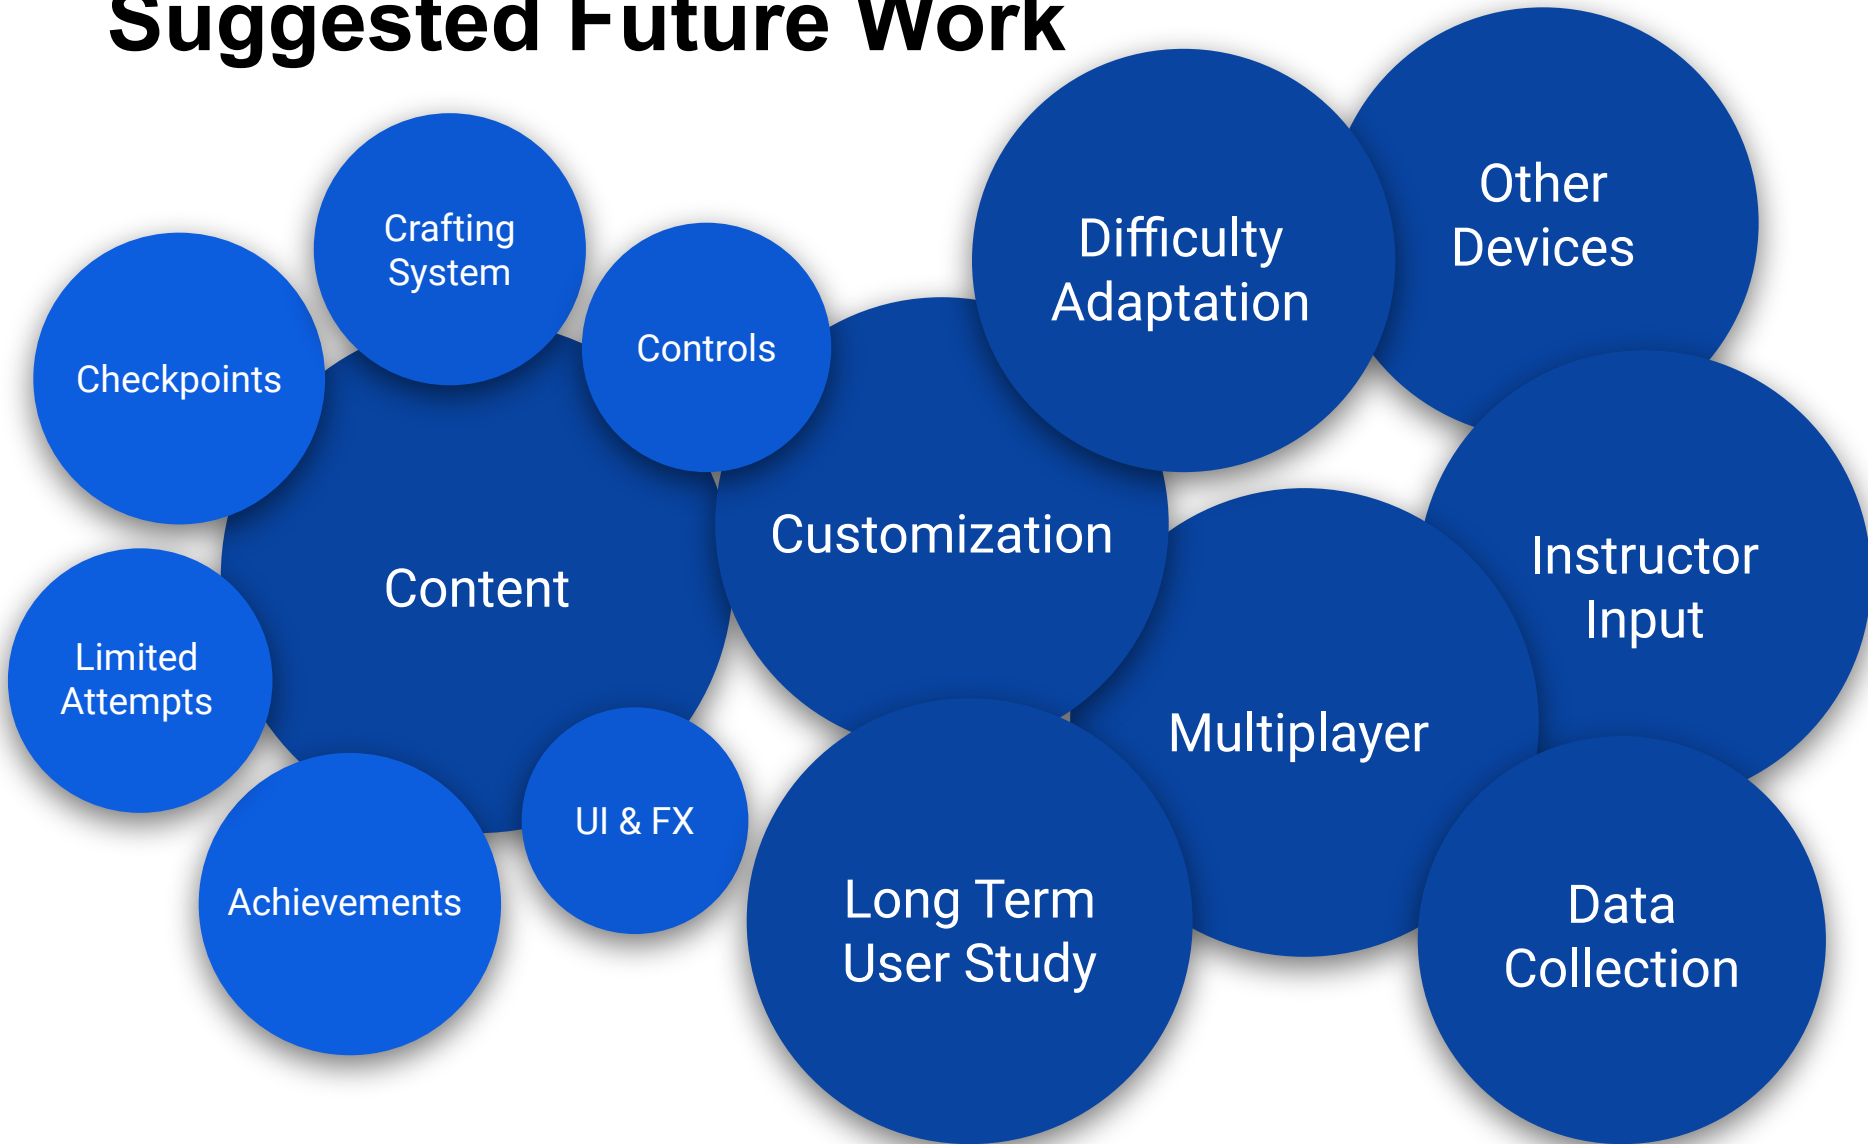 Suggested Future Work
Crafting
System
Checkpoints
Controls
Content
Limited
Attempts
Achievements
UI & FX
Customization
Difficulty
Adaptation
Other
Devices
Instructor
Input
Multiplayer
Long Term
User Study
Data
Collection